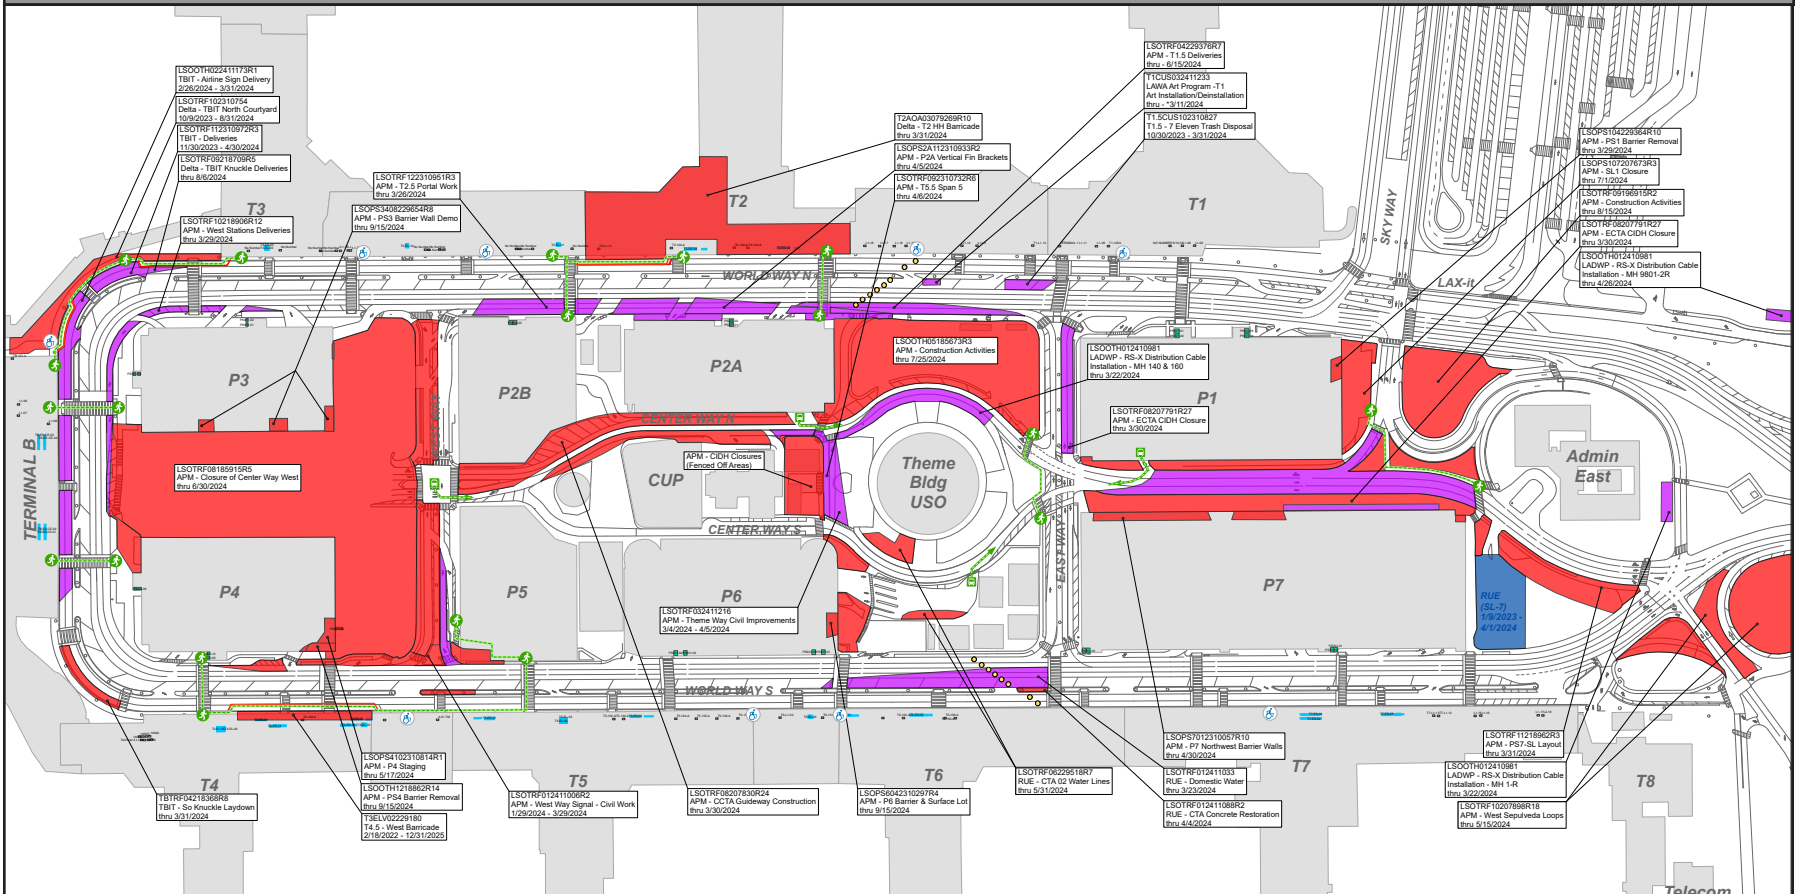 LSOOTH022411173R1
TBIT - Airline Sign Delivery
2/26/2024 - 3/31/2024
LSOTRF102310754
Delta - TBIT North Courtyard
10/9/2023 - 8/31/2024
LSOTRF112310972R3
TBIT - Deliveries
11/30/2023 - 4/30/2024
LSOTRF09218709R5
Delta - TBIT Knuckle Deliveries
thru 8/6/2024
LSOTRF10218906R12
APM - West Stations Deliveries
thru 3/29/2024
LSOTRF122310951R3
APM - T2.5 Portal Work
thru 3/26/2024
LSOPS3408229654R8
APM - PS3 Barrier Wall Demo
thru 9/15/2024
T2AOA03079269R10
Delta - T2 HH Barricade
thru 3/31/2024
LSOPS2A112310933R2
APM - P2A Vertical Fin Brackets
thru 4/5/2024
LSOTRF092310732R6
APM - T5.5 Span 5
thru 4/6/2024
LSOTRF04229376R7
APM - T1.5 Deliveries
thru - 6/15/2024
T1CUS032411233
LAWA Art Program -T1
Art Installation/Deinstallation
thru - *3/11/2024
T1.5CUS102310827
T1.5 - 7 Eleven Trash Disposal
10/30/2023 - 3/31/2024
LSOPS104229364R10
APM - PS1 Barrier Removal
thru 3/29/2024
LSOPS107207673R3
APM - SL1 Closure
thru 7/1/2024
LSOTRF09196915R2
APM - Construction Activities
thru 8/15/2024
LSOTRF08207791R27
APM - ECTA CIDH Closure
thru 3/30/2024
LSOOTH012410981
LADWP - RS-X Distribution Cable
Installation - MH 9801-2R
thru 4/26/2024
T3
T2
T1
SKY WAY
LAX-it
WORLD WAY N
LSOOTH05185673R3
APM - Construction Activities
thru 7/25/2024
LSOOTH012410981
LADWP - RS-X Distribution Cable
Installation - MH 140 & 160
thru 3/22/2024
LSOTRF08207791R27
APM - ECTA CIDH Closure
thru 3/30/2024
P3
P2B
P2A
P1
WEST WAY
CENTER WAY N
TERMINAL B
LSOTRF08185915R5
APM - Closure of Center Way West
thru 6/30/2024
APM - CIDH Closures
(Fenced Off Areas)
CUP
Theme
Bldg
USO
Admin
East
CENTER WAY S
EAST WAY
P4
P5
P6
P7
LSOTRF032411216
APM - Theme Way Civil Improvements
3/4/2024 - 4/5/2024
RUE
(SL-7)
1/9/2023 -
4/1/2024
WORLD WAY S
LSOPS4102310814R1
APM - P4 Staging
thru 5/17/2024
LSOOTH1218862R14
APM - PS4 Barrier Removal
thru 9/15/2024
T3ELV02229180
T4.5 - West Barricade
2/18/2022 - 12/31/2025
TBTRF04218368R8
TBIT - So Knuckle Laydown
thru 3/31/2024
LSOTRF012411006R2
APM - West Way Signal - Civil Work
1/29/2024 - 3/29/2024
LSOTRF08207830R24
APM - CCTA Guideway Construction
thru 3/30/2024
LSOPS6042310297R4
APM - P6 Barrier & Surface Lot
thru 9/15/2024
LSOTRF06229518R7
RUE - CTA 02 Water Lines
thru 5/31/2024
LSOPS7012310057R10
APM - P7 Northwest Barrier Walls
thru 4/30/2024
LSOTRF012411033
RUE - Domestic Water
thru 3/23/2024
LSOTRF012411088R2
RUE - CTA Concrete Restoration
thru 4/4/2024
LSOTRF11218962R3
APM - PS7-SL Layout
thru 3/31/2024
LSOOTH012410981
LADWP - RS-X Distribution Cable
Installation - MH 1-R
thru 3/22/2024
LSOTRF10207898R18
APM - West Sepulveda Loops
thru 5/15/2024
T4
T5
T6
T7
T8
Telecom